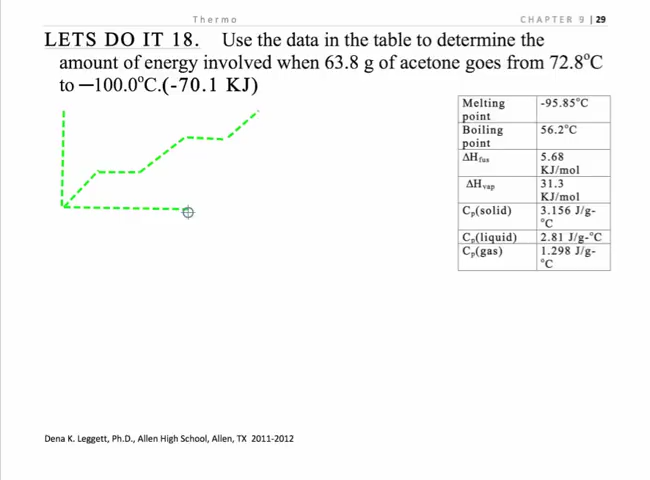 Thermo CHAPTER 9 | 29
LETS DO IT 18. Use the data in the table to determine the
amount of energy involved when 63.8 g of acetone goes from 72.8°C
to —100.0°C.(-70.1 KJ)
Melting point -95.85°C
Boiling point 56.2°C
ΔHfus 5.68 KJ/mol
ΔHvap 31.3 KJ/mol
Cp(solid) 3.156 J/g-°C
Cp(liquid) 2.81 J/g-°C
Cp(gas) 1.298 J/g-°C
Dena K. Leggett, Ph.D., Allen High School, Allen, TX 2011-2012